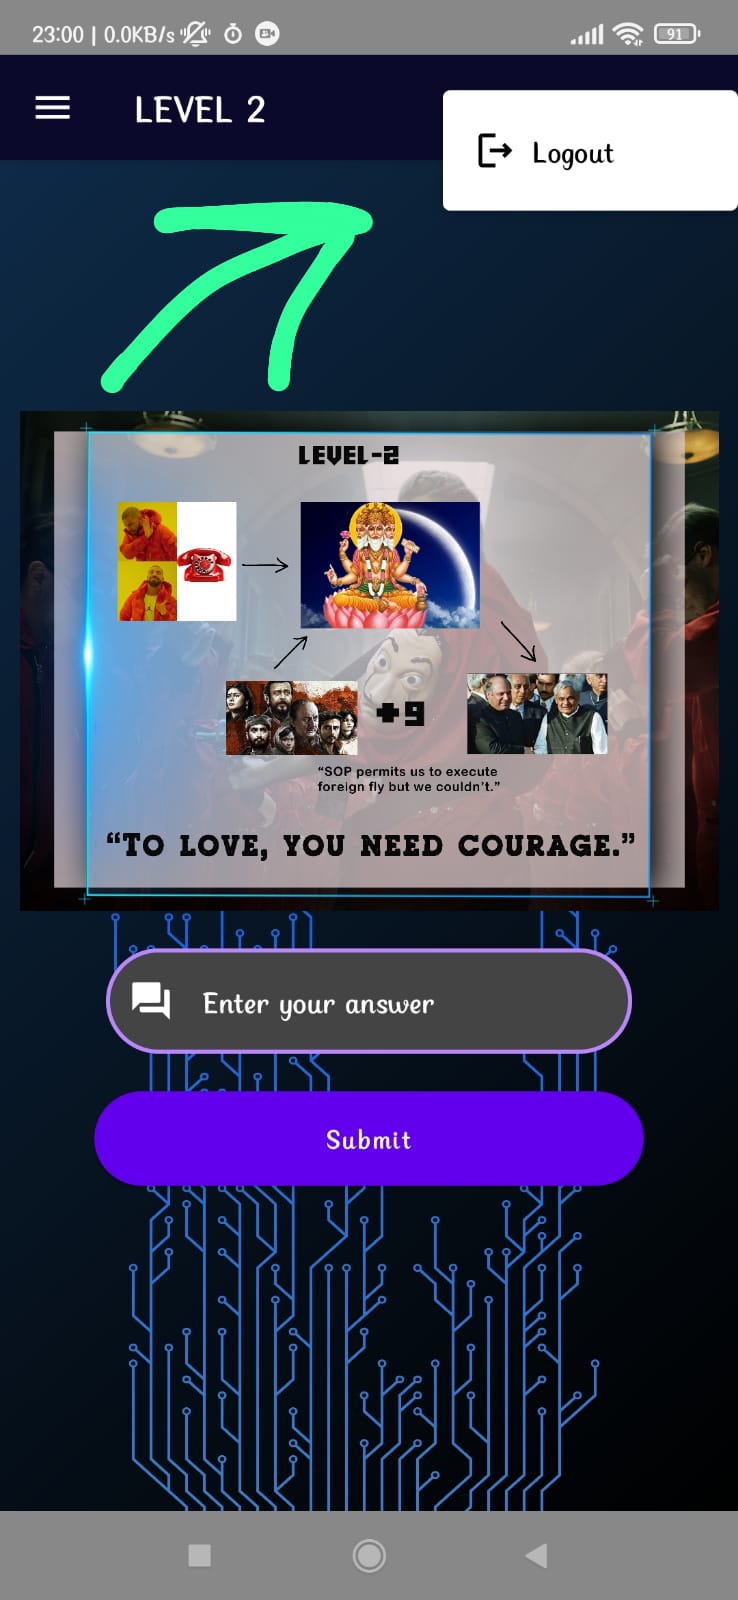 23:00 | 0.0KB/s
91
LEVEL 2
Logout
LEVEL-2
+9
“SOP permits us to execute
foreign fly but we couldn't.”
“TO LOVE, YOU NEED COURAGE.”
Enter your answer
Submit